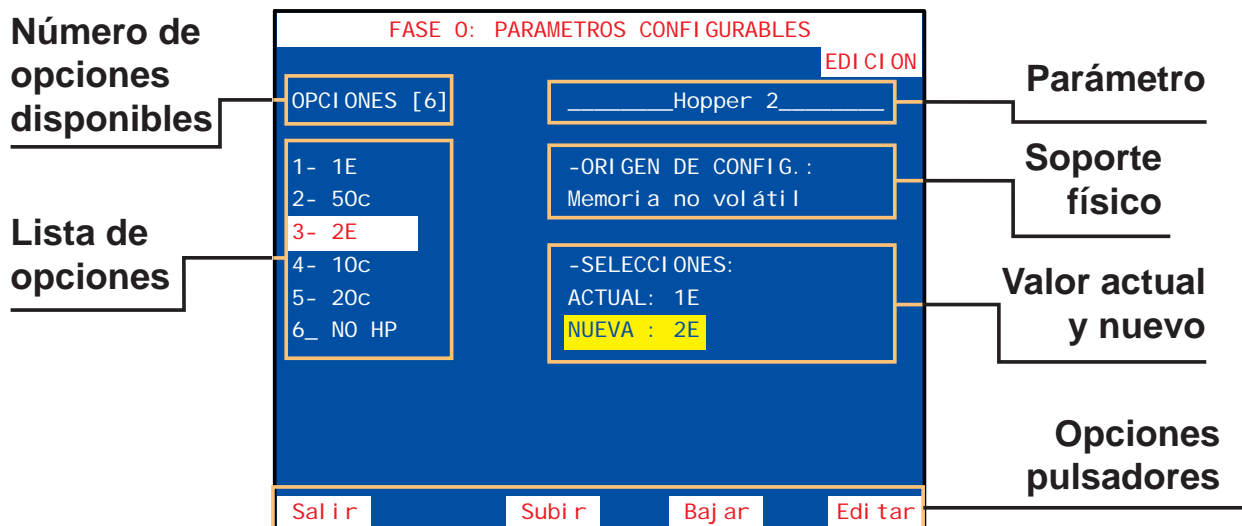 Número de
opciones
disponibles
Lista de
opciones
FASE 0: PARAMETROS CONFIGURABLES
EDICION
OPCIONES [6]
________Hopper 2________
1- 1E
2- 50c
3- 2E
4- 10c
5- 20c
6_ NO HP
-ORIGEN DE CONFIG.:
Memoria no volátil
-SELECCIONES:
ACTUAL: 1E
NUEVA : 2E
Salir Subir Bajar Editar
Parámetro
Soporte
físico
Valor actual
y nuevo
Opciones
pulsadores